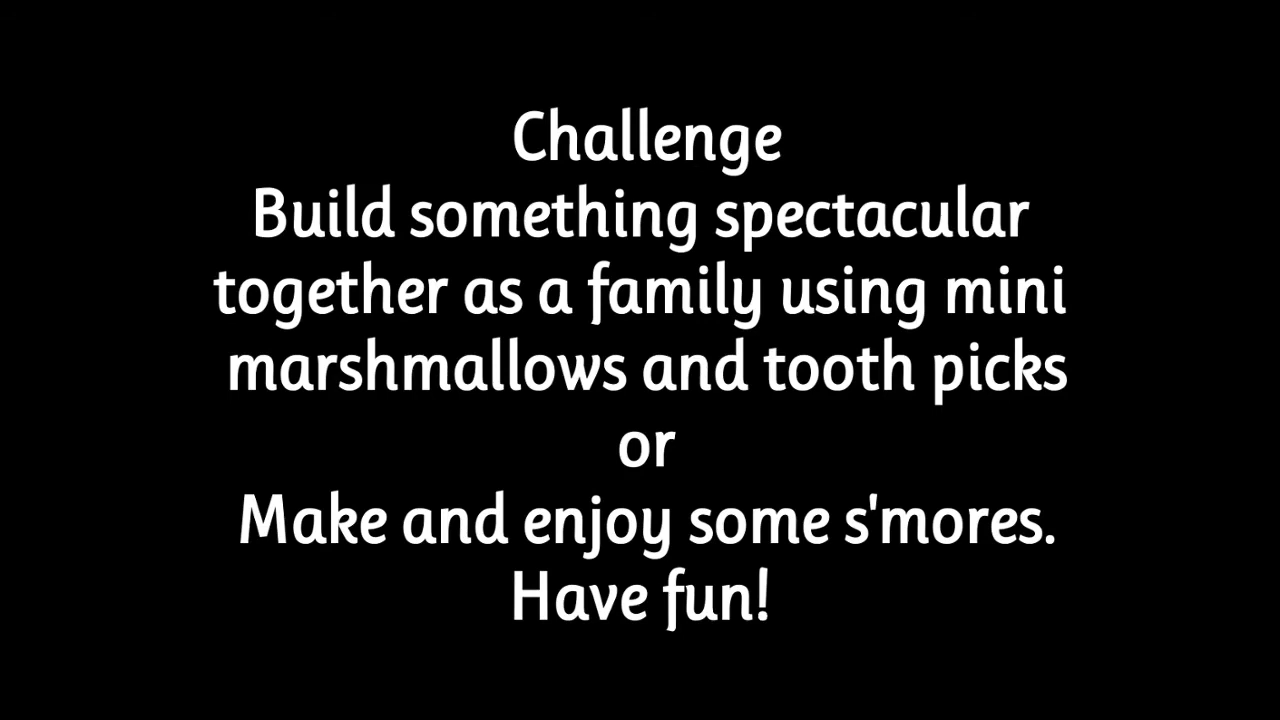 Challenge
Build something spectacular
together as a family using mini
marshmallows and tooth picks
or
Make and enjoy some s'mores.
Have fun!